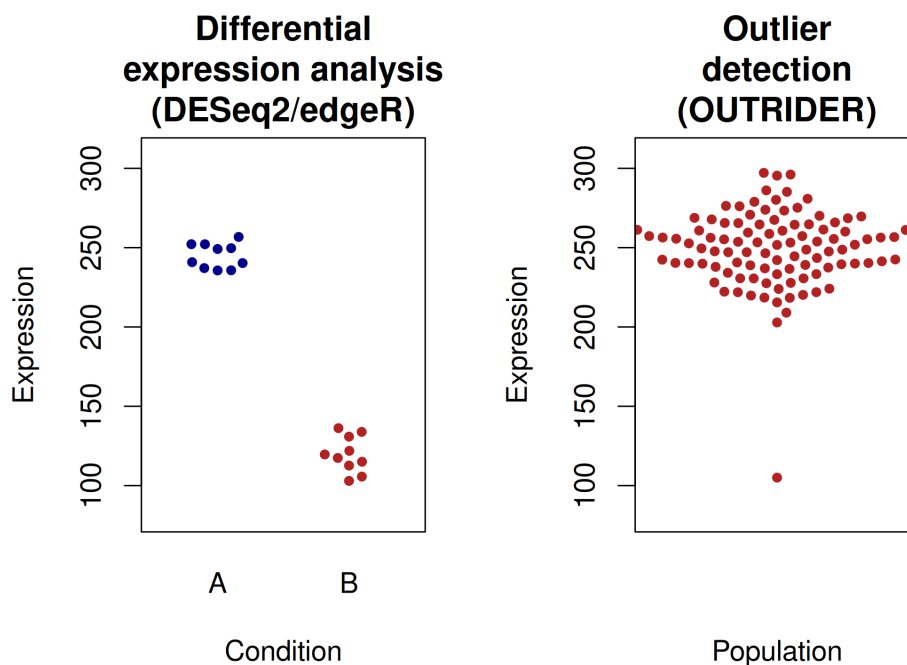 Differential
expression analysis
(DESeq2/edgeR)
Expression
300
250
200
150
100
A B
Condition
Outlier
detection
(OUTRIDER)
Expression
300
250
200
150
100
Population